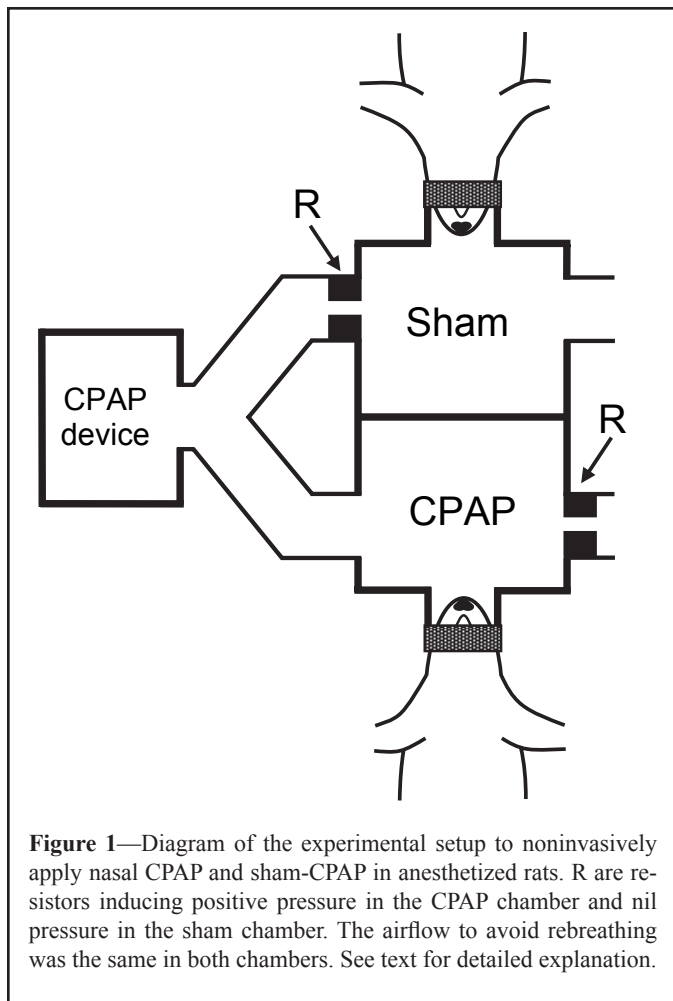 R
Sham
CPAP
device
R
CPAP
Figure 1—Diagram of the experimental setup to noninvasively
apply nasal CPAP and sham-CPAP in anesthetized rats. R are re-
sistors inducing positive pressure in the CPAP chamber and nil
pressure in the sham chamber. The airflow to avoid rebreathing
was the same in both chambers. See text for detailed explanation.